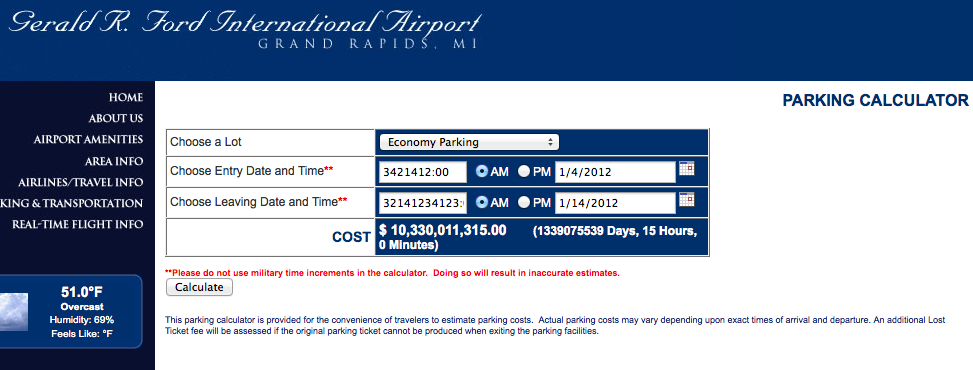 Gerald R. Ford International Airport
GRAND RAPIDS, MI
HOME
ABOUT US
AIRPORT AMENITIES
AREA INFO
AIRLINES/TRAVEL INFO
KING & TRANSPORTATION
REAL-TIME FLIGHT INFO
51.0°F
Overcast
Humidity: 69%
Feels Like: °F
PARKING CALCULATOR
Choose a Lot Economy Parking
Choose Entry Date and Time** 3421412:00 AM PM 1/4/2012
Choose Leaving Date and Time** 32141234123: AM PM 1/14/2012
COST $ 10,330,011,315.00 (1339075539 Days, 15 Hours,
0 Minutes)
**Please do not use military time increments in the calculator. Doing so will result in inaccurate estimates.
Calculate
This parking calculator is provided for the convenience of travelers to estimate parking costs. Actual parking costs may vary depending upon exact times of arrival and departure. An additional Lost
Ticket fee will be assessed if the original parking ticket cannot be produced when exiting the parking facilities.